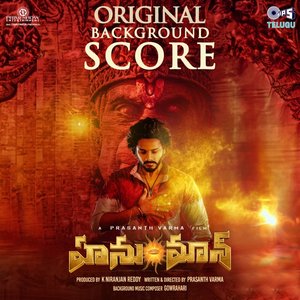 ORIGINAL
BACKGROUND
SCORE
Tips
TELUGU
A PRASANTH VARMA FILM
హను మాన్
PRODUCED BY K NIRANJAN REDDY WRITTEN & DIRECTED BY PRASANTH VARMA
BACKGROUND MUSIC COMPOSER GOWRAHARI